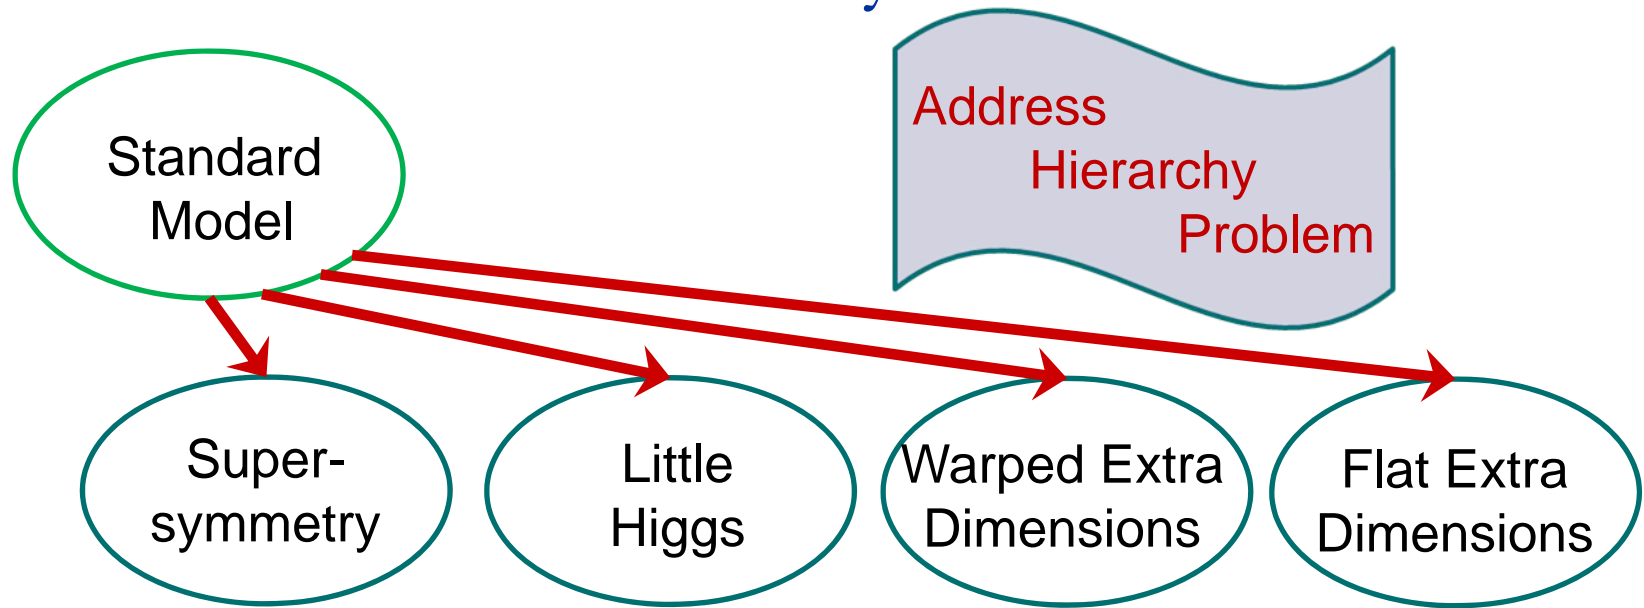 Standard
Model
Address
Hierarchy
Problem
Super-
symmetry
Little
Higgs
Warped Extra
Dimensions
Flat Extra
Dimensions